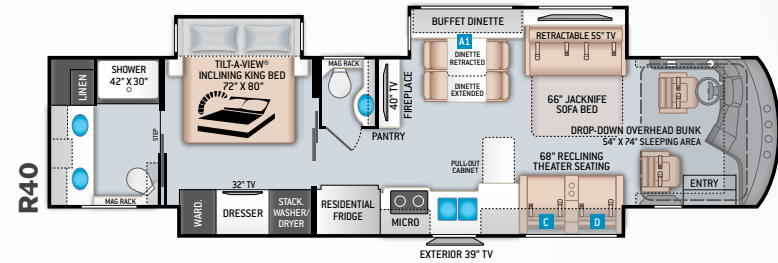 R40
LINEN
SHOWER
42" X 30"
STEP
MAG RACK
TILT-A-VIEW®
INCLINING KING BED
72" X 80"
32" TV
WARD.
DRESSER
STACK.
WASHER/
DRYER
MAG RACK
PANTRY
40" TV
FIREPLACE
RESIDENTIAL
FRIDGE
MICRO
EXTERIOR 39" TV
BUFFET DINETTE
A1
DINETTE
RETRACTED
DINETTE
EXTENDED
PULL-OUT
CABINET
RETRACTABLE 55" TV
66" JACKNIFE
SOFA BED
DROP-DOWN OVERHEAD BUNK
54" X 74" SLEEPING AREA
68" RECLINING
THEATER SEATING
C
D
ENTRY